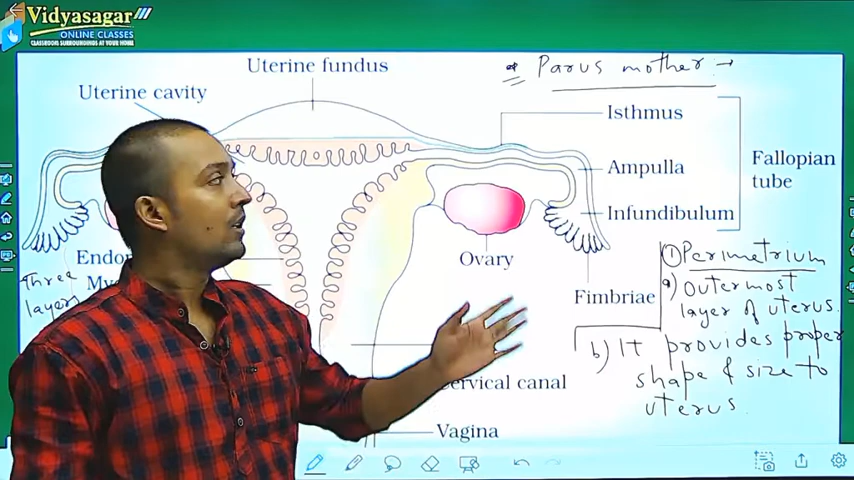 Vidyasagar
ONLINE CLASSES
CLASSROOM SURROUNDINGS AT YOUR HOME
Uterine fundus
Uterine cavity
* Parus mother →
Isthmus
Ampulla
Infundibulum
Fallopian
tube
Ovary
Fimbriae
Three
layers
① Perimetrium
a) Outermost
layer of uterus.
b) It provides proper
shape & size to
uterus
Cervical canal
Vagina